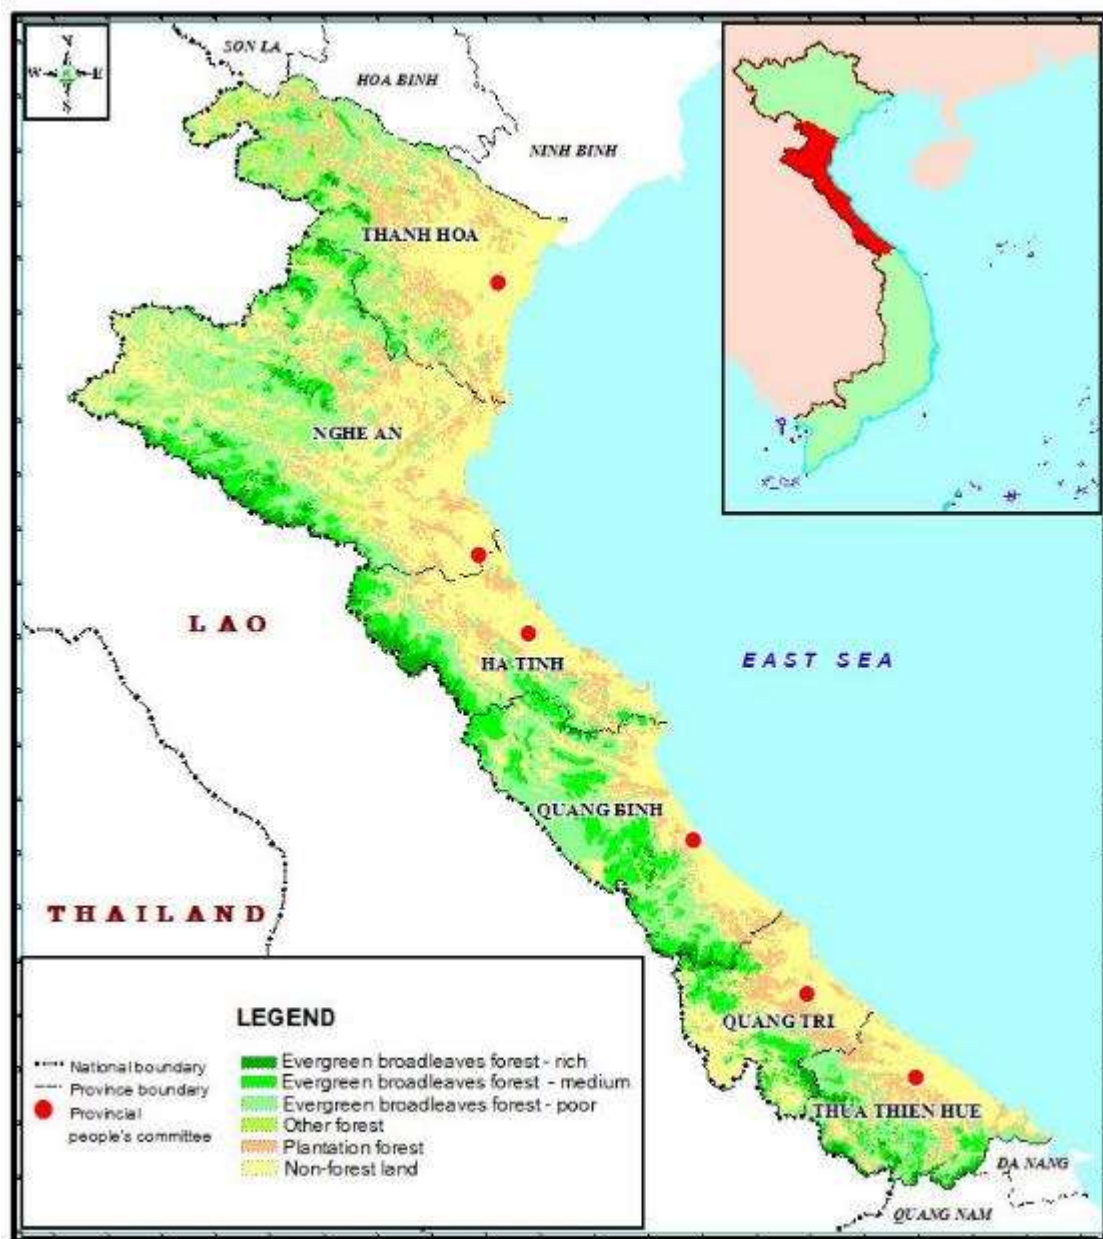 N
W E
S
SON LA
HOA BINH
NINH BINH
THANH HOA
NGHE AN
LAO
HA TINH
EAST SEA
QUANG BINH
THAILAND
QUANG TRI
THUA THIEN HUE
DA NANG
QUANG NAM
LEGEND
National boundary
Province boundary
Provincial
people's committee
Evergreen broadleaves forest - rich
Evergreen broadleaves forest - medium
Evergreen broadleaves forest - poor
Other forest
Plantation forest
Non-forest land